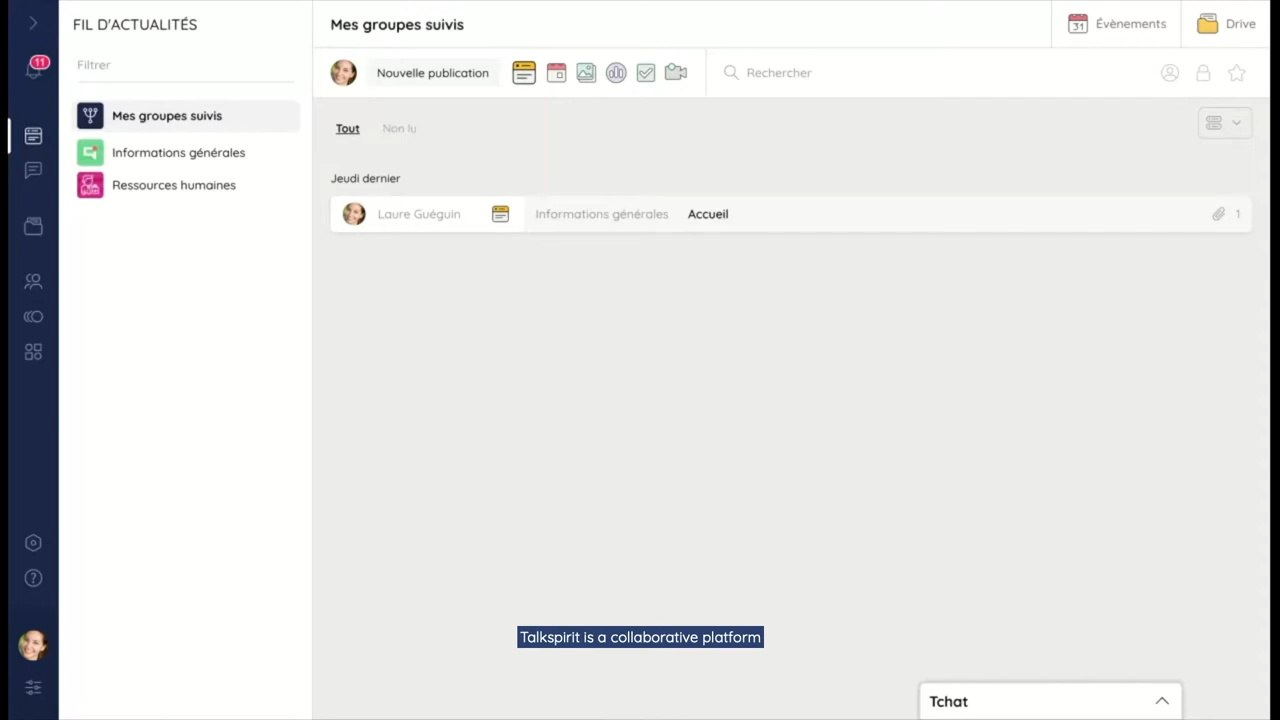 FIL D'ACTUALITÉS
Mes groupes suivis
31
Évènements
Drive
11
Filtrer
Nouvelle publication
Rechercher
Mes groupes suivis
Informations générales
Ressources humaines
Tout
Non lu
Jeudi dernier
Laure Guéguin
Informations générales
Accueil
1
Talkspirit is a collaborative platform
Tchat